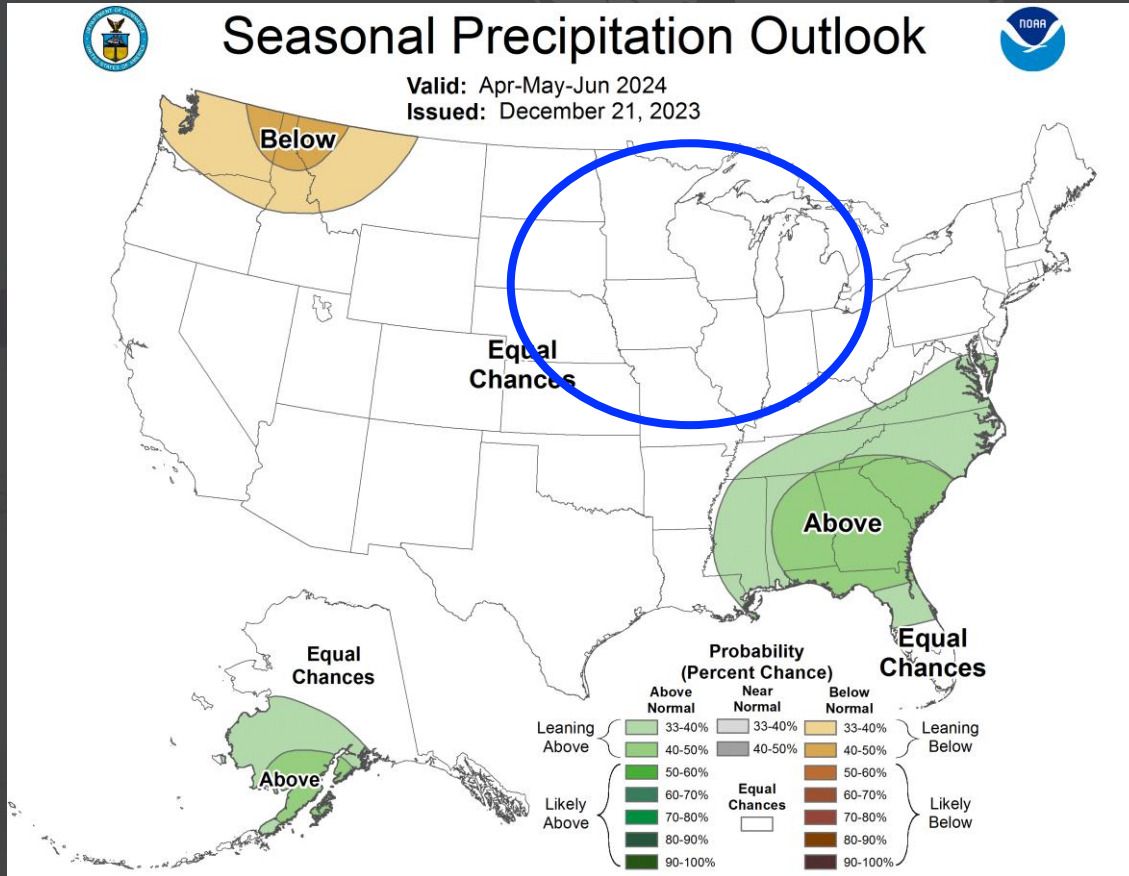 Seasonal Precipitation Outlook
NOAA
Valid: Apr-May-Jun 2024
Issued: December 21, 2023
Below
Equal
Chances
Above
Equal
Chances
Equal
Chances
Above
Probability
(Percent Chance)
Above
Normal
Near
Normal
Below
Normal
Leaning
Above
33-40%
33-40%
33-40%
Leaning
Below
40-50%
40-50%
40-50%
Likely
Above
50-60%
60-70%
70-80%
80-90%
90-100%
Equal
Chances
50-60%
60-70%
70-80%
80-90%
90-100%
Likely
Below